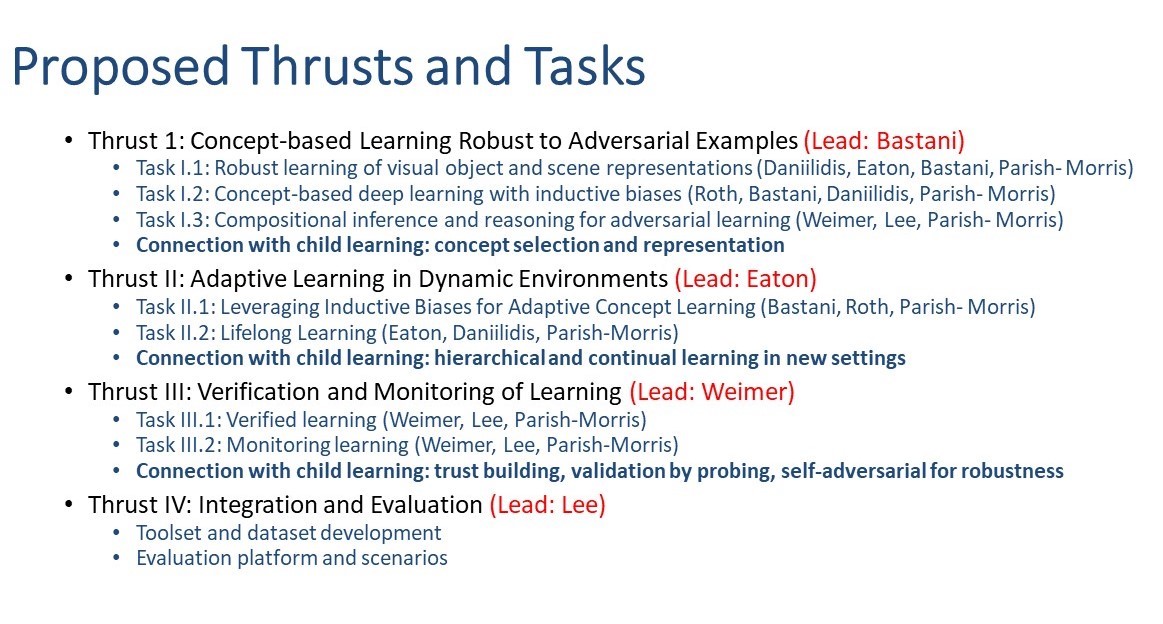 Proposed Thrusts and Tasks
• Thrust 1: Concept-based Learning Robust to Adversarial Examples (Lead: Bastani)
• Task I.1: Robust learning of visual object and scene representations (Daniilidis, Eaton, Bastani, Parish- Morris)
• Task I.2: Concept-based deep learning with inductive biases (Roth, Bastani, Daniilidis, Parish- Morris)
• Task I.3: Compositional inference and reasoning for adversarial learning (Weimer, Lee, Parish- Morris)
• Connection with child learning: concept selection and representation
• Thrust II: Adaptive Learning in Dynamic Environments (Lead: Eaton)
• Task II.1: Leveraging Inductive Biases for Adaptive Concept Learning (Bastani, Roth, Parish- Morris)
• Task II.2: Lifelong Learning (Eaton, Daniilidis, Parish-Morris)
• Connection with child learning: hierarchical and continual learning in new settings
• Thrust III: Verification and Monitoring of Learning (Lead: Weimer)
• Task III.1: Verified learning (Weimer, Lee, Parish-Morris)
• Task III.2: Monitoring learning (Weimer, Lee, Parish-Morris)
• Connection with child learning: trust building, validation by probing, self-adversarial for robustness
• Thrust IV: Integration and Evaluation (Lead: Lee)
• Toolset and dataset development
• Evaluation platform and scenarios